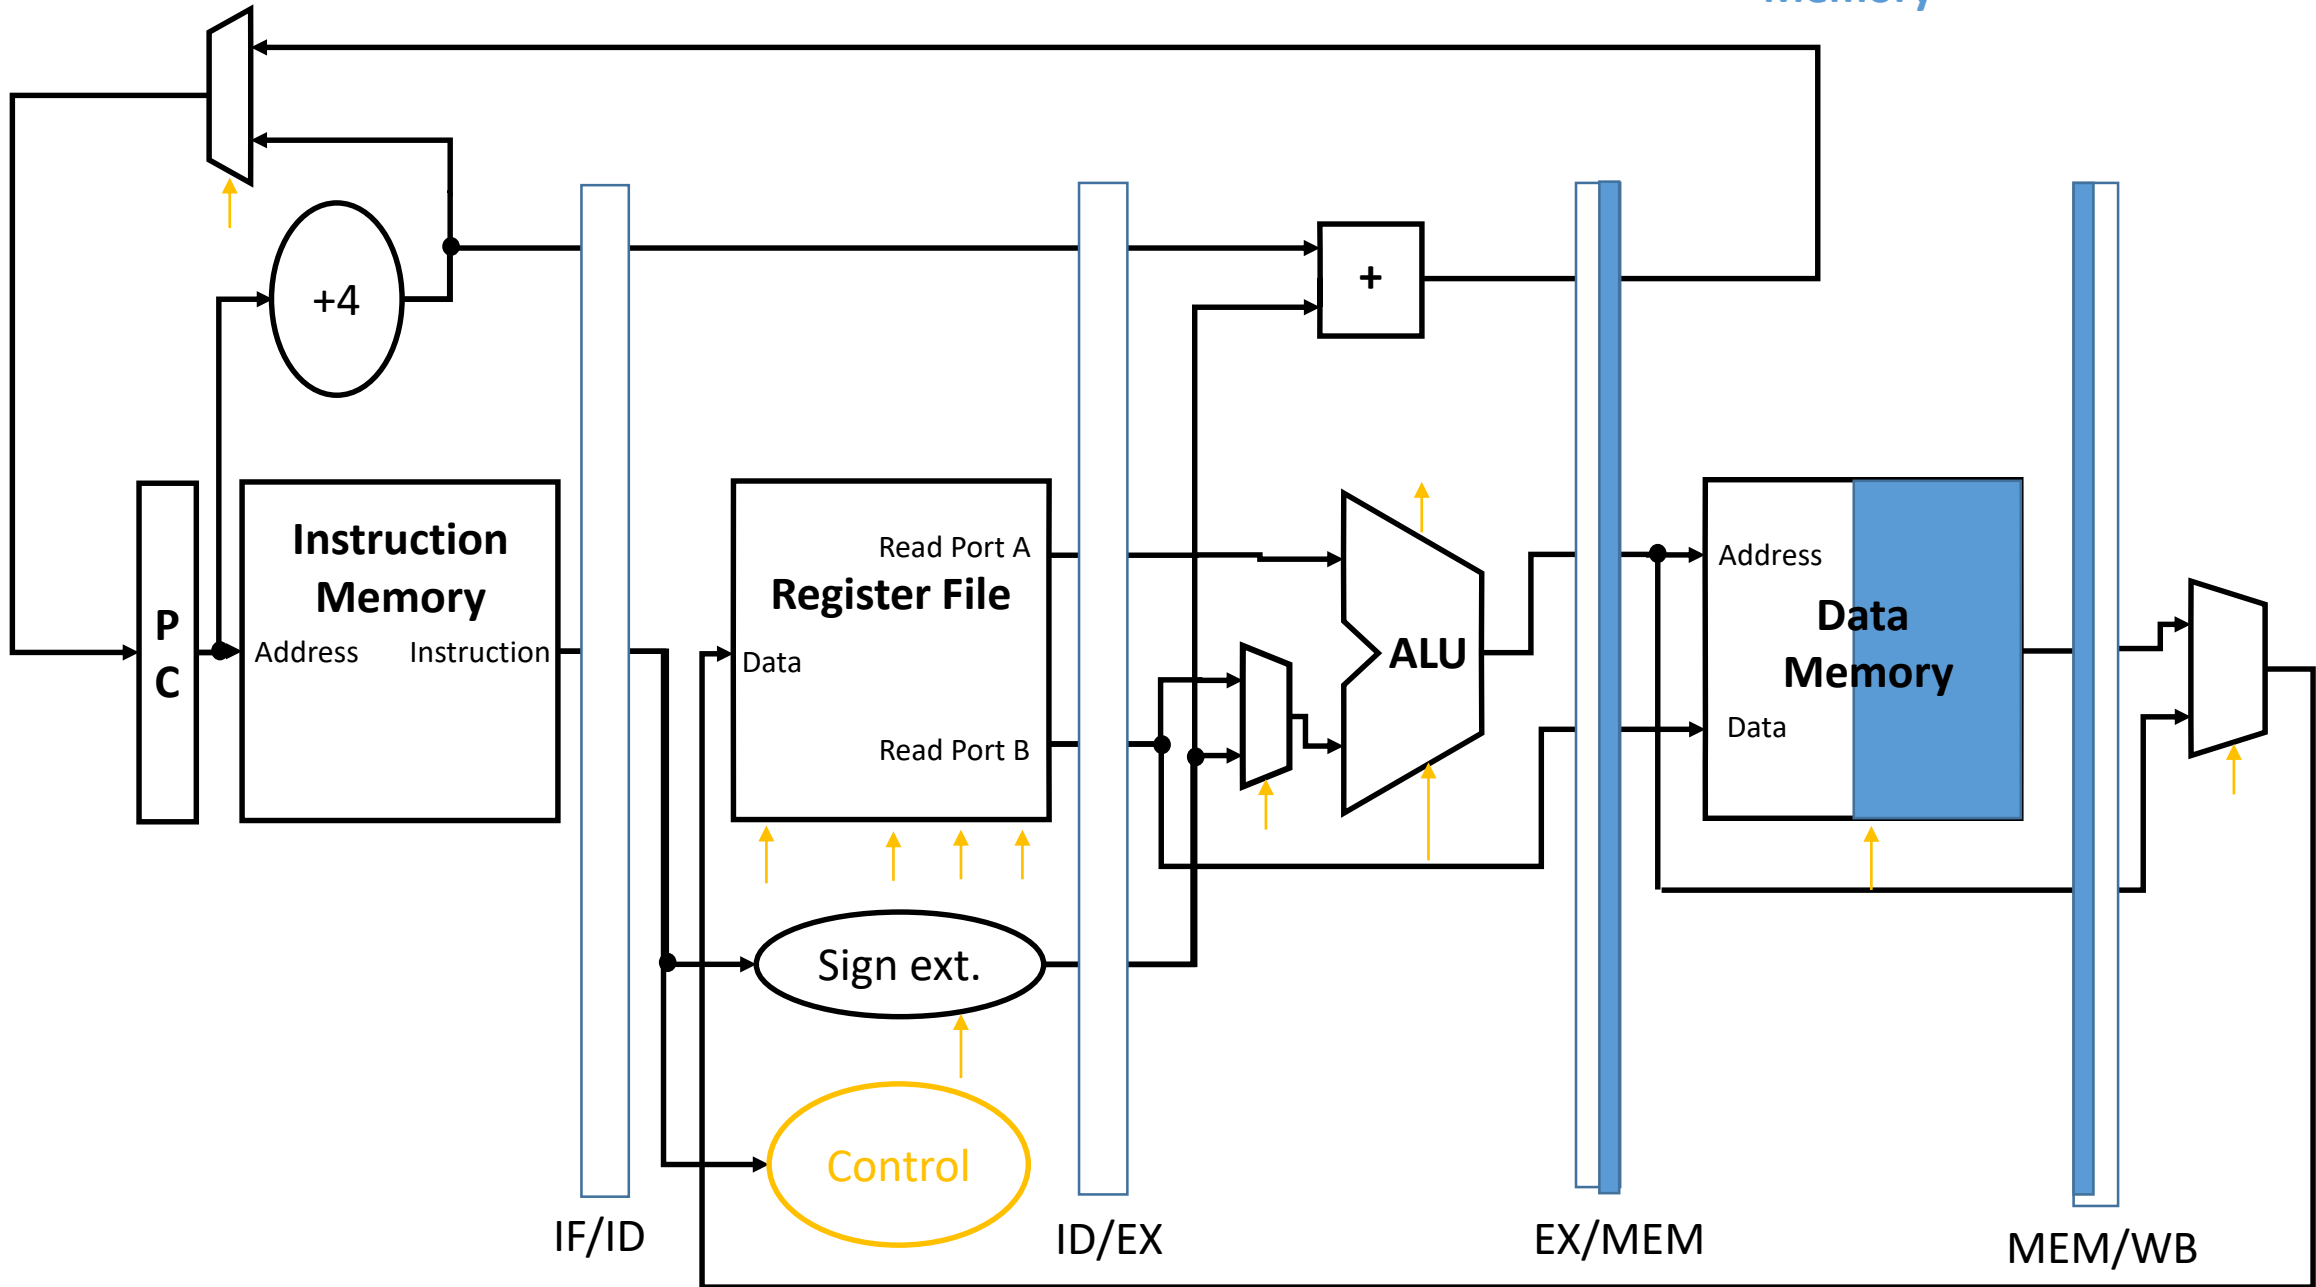 Memory
+4
+
Instruction
Memory
Address
Instruction
P
C
Read Port A
Register File
Data
Read Port B
ALU
Address
Data
Memory
Data
Sign ext.
Control
IF/ID
ID/EX
EX/MEM
MEM/WB